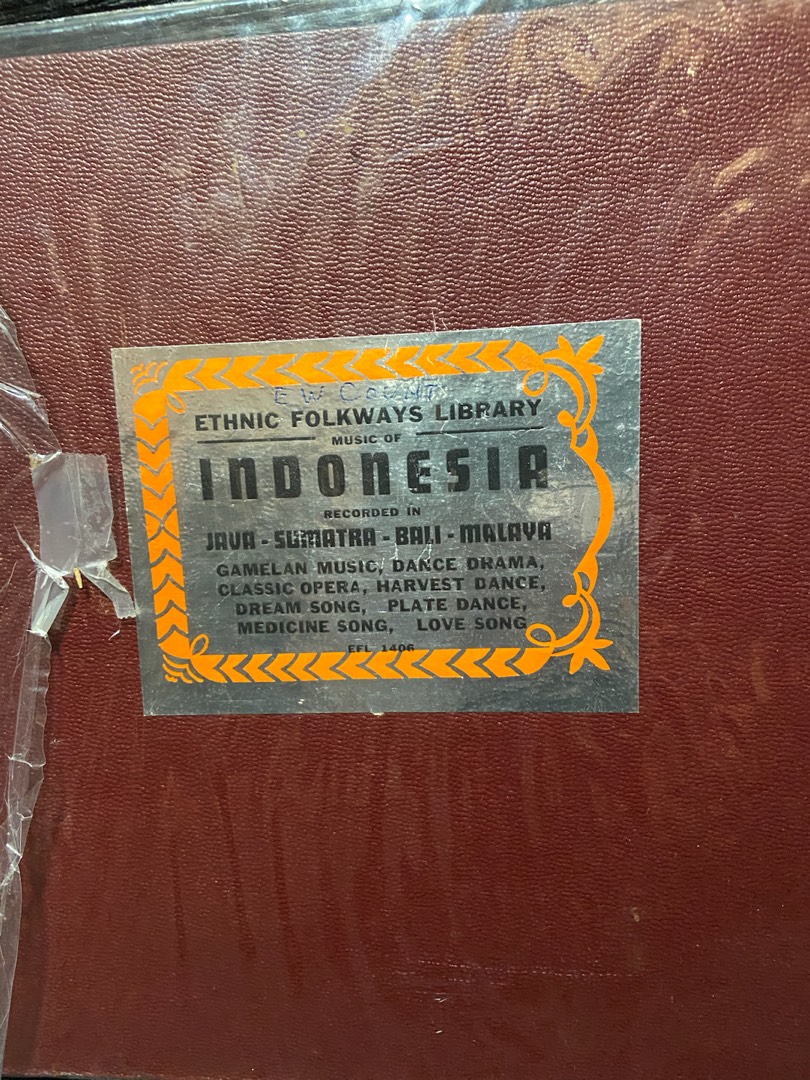 E W COUNT
ETHNIC FOLKWAYS LIBRARY
MUSIC OF
INDONESIA
RECORDED IN
JAVA - SUMATRA - BALI - MALAYA
GAMELAN MUSIC, DANCE DRAMA,
CLASSIC OPERA, HARVEST DANCE,
DREAM SONG, PLATE DANCE,
MEDICINE SONG, LOVE SONG
EFL 1406